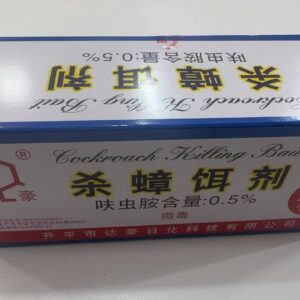 杀蟑饵剂
呋虫胺含量:0.5%
Cockroach Killing Bait
®
豪
Cockroach Killing Bait
杀蟑饵剂
呋虫胺含量:0.5%
微毒
开平市达豪日化科技有限公司